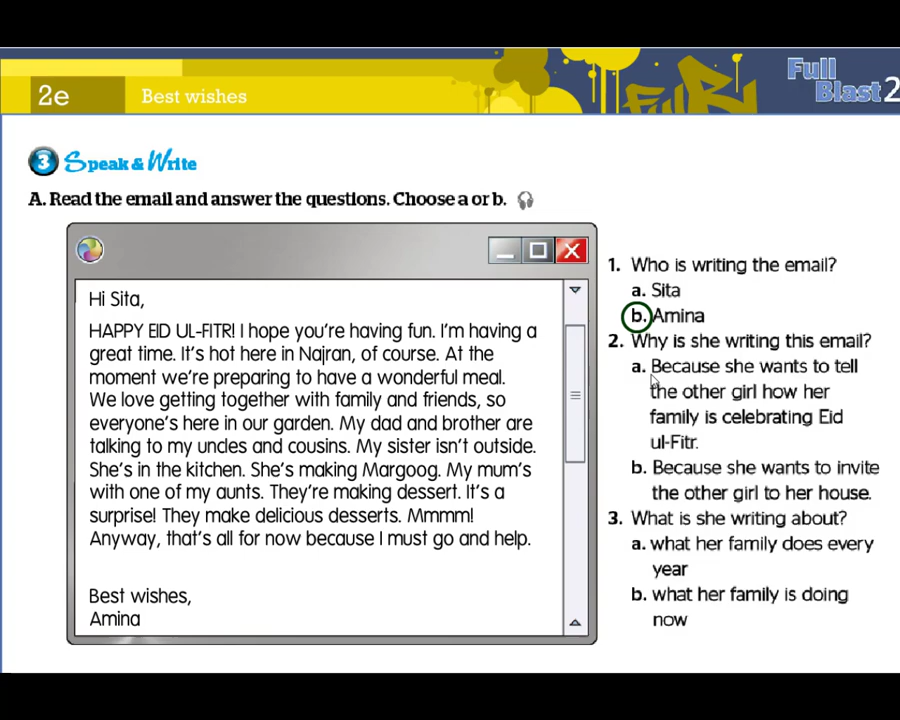 Full
Blast 2
2e
Best wishes
3 Speak & Write
A. Read the email and answer the questions. Choose a or b.
Hi Sita,
HAPPY EID UL-FITR! I hope you're having fun. I'm having a
great time. It's hot here in Najran, of course. At the
moment we're preparing to have a wonderful meal.
We love getting together with family and friends, so
everyone's here in our garden. My dad and brother are
talking to my uncles and cousins. My sister isn't outside.
She's in the kitchen. She's making Margoog. My mum's
with one of my aunts. They're making dessert. It's a
surprise! They make delicious desserts. Mmmm!
Anyway, that's all for now because I must go and help.
Best wishes,
Amina
1. Who is writing the email?
a. Sita
b. Amina
2. Why is she writing this email?
a. Because she wants to tell
the other girl how her
family is celebrating Eid
ul-Fitr.
b. Because she wants to invite
the other girl to her house.
3. What is she writing about?
a. what her family does every
year
b. what her family is doing
now